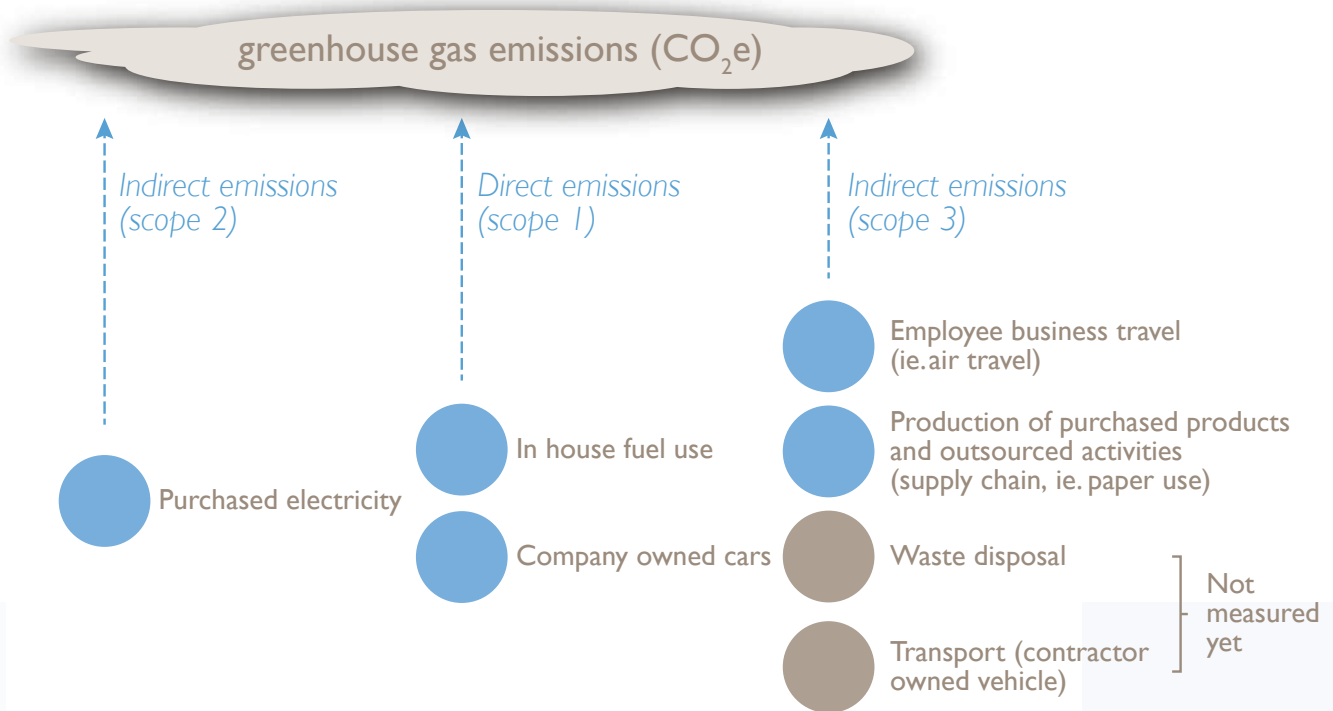 greenhouse gas emissions (CO₂e)
Indirect emissions
(scope 2)
Purchased electricity
Direct emissions
(scope 1)
In house fuel use
Company owned cars
Indirect emissions
(scope 3)
Employee business travel
(ie. air travel)
Production of purchased products
and outsourced activities
(supply chain, ie. paper use)
Waste disposal
Transport (contractor
owned vehicle)
Not
measured
yet